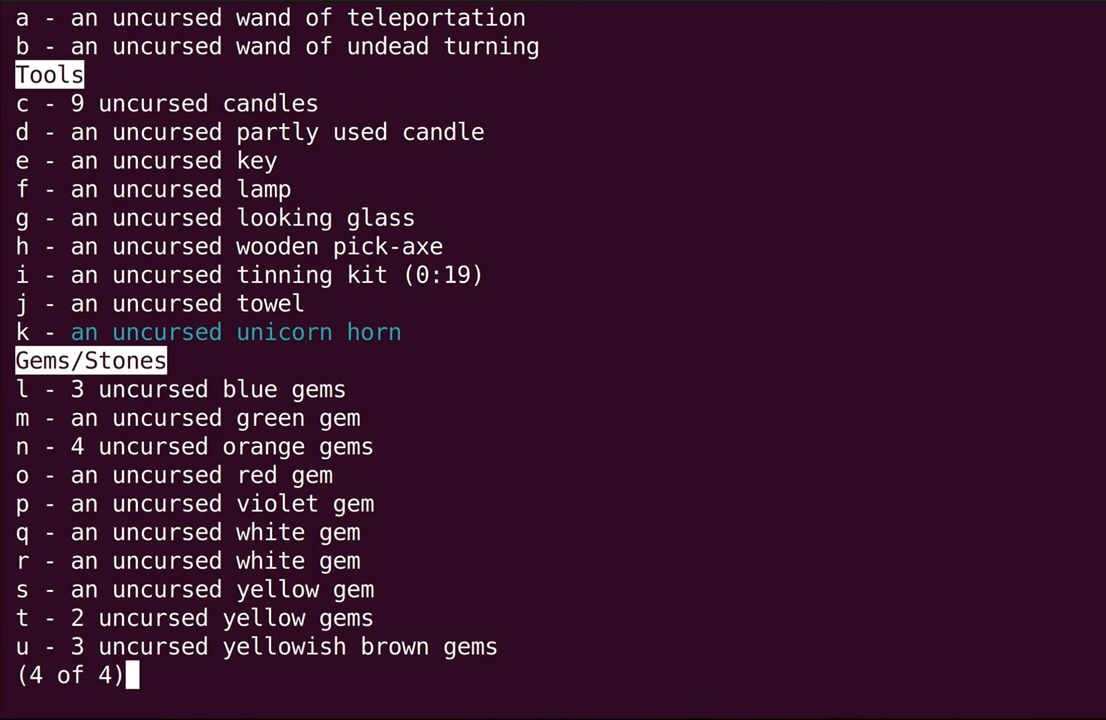 a - an uncursed wand of teleportation
b - an uncursed wand of undead turning
Tools
c - 9 uncursed candles
d - an uncursed partly used candle
e - an uncursed key
f - an uncursed lamp
g - an uncursed looking glass
h - an uncursed wooden pick-axe
i - an uncursed tinning kit (0:19)
j - an uncursed towel
k - an uncursed unicorn horn
Gems/Stones
l - 3 uncursed blue gems
m - an uncursed green gem
n - 4 uncursed orange gems
o - an uncursed red gem
p - an uncursed violet gem
q - an uncursed white gem
r - an uncursed white gem
s - an uncursed yellow gem
t - 2 uncursed yellow gems
u - 3 uncursed yellowish brown gems
(4 of 4)